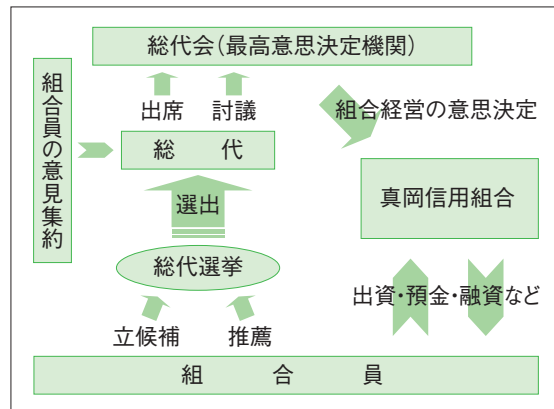 総代会（最高意思決定機関）
組合員の意見集約
出席
討議
組合経営の意思決定
総代
選出
真岡信用組合
総代選挙
出資・預金・融資など
立候補
推薦
組合員